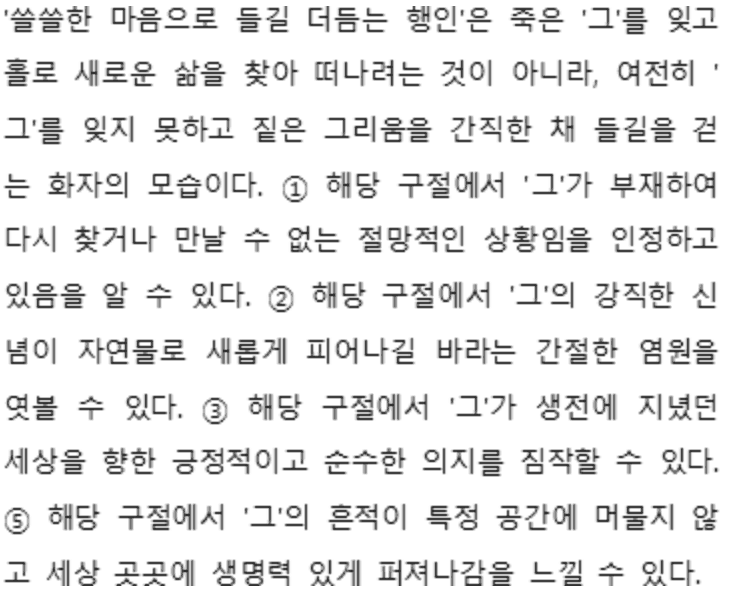 '쓸쓸한 마음으로 들길 더듬는 행인'은 죽은 '그'를 잊고
홀로 새로운 삶을 찾아 떠나려는 것이 아니라, 여전히 '
그'를 잊지 못하고 짙은 그리움을 간직한 채 들길을 걷
는 화자의 모습이다. ① 해당 구절에서 '그'가 부재하여
다시 찾거나 만날 수 없는 절망적인 상황임을 인정하고
있음을 알 수 있다. ② 해당 구절에서 '그'의 강직한 신
념이 자연물로 새롭게 피어나길 바라는 간절한 염원을
엿볼 수 있다. ③ 해당 구절에서 '그'가 생전에 지녔던
세상을 향한 긍정적이고 순수한 의지를 짐작할 수 있다.
⑤ 해당 구절에서 '그'의 흔적이 특정 공간에 머물지 않
고 세상 곳곳에 생명력 있게 퍼져나감을 느낄 수 있다.